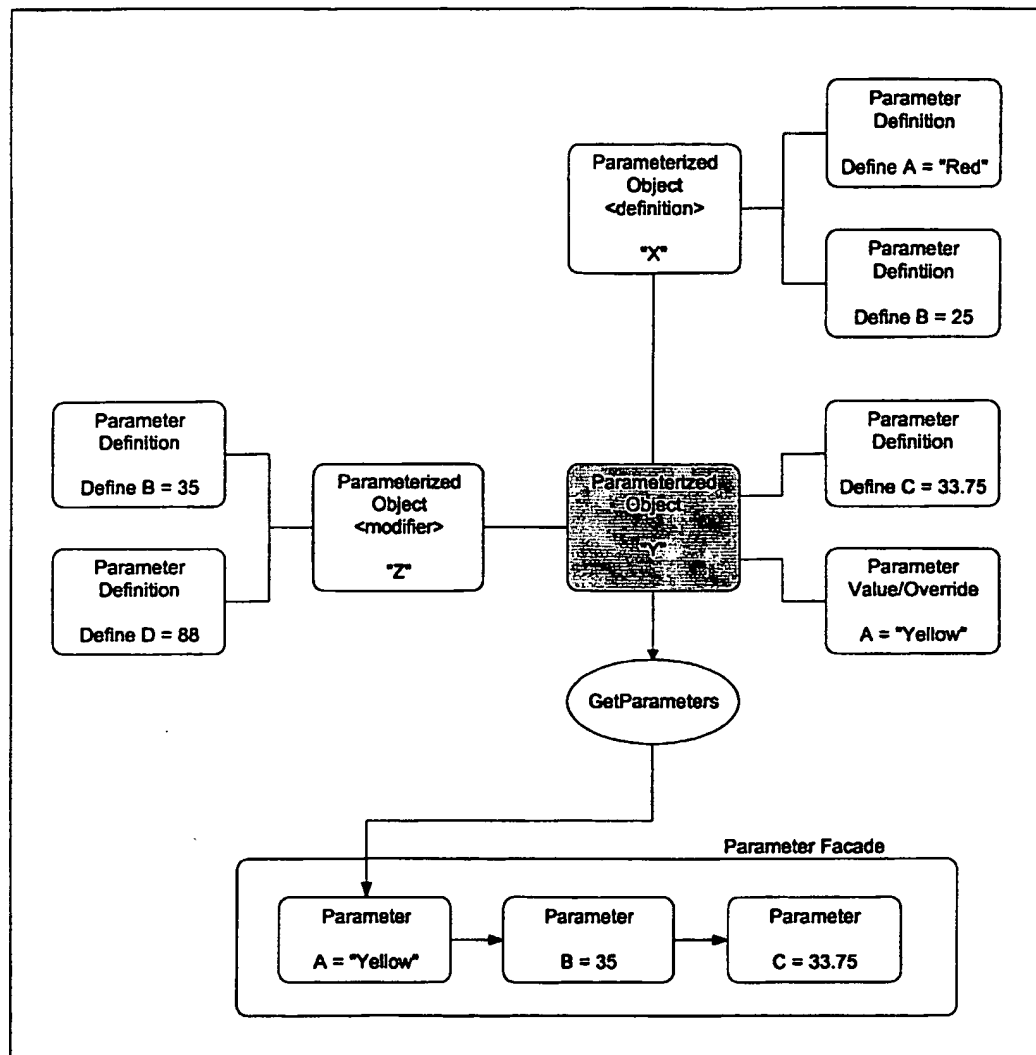 Parameter
Definition
Define A = "Red"
Parameterized
Object
<definition>
"X"
Parameter
Defintiion
Define B = 25
Parameter
Definition
Define B = 35
Parameterized
Object
<modifier>
"Z"
Parameterized
Object
"Y"
Parameter
Definition
Define C = 33.75
Parameter
Definition
Define D = 88
Parameter
Value/Override
A = "Yellow"
GetParameters
Parameter Facade
Parameter
A = "Yellow"
Parameter
B = 35
Parameter
C = 33.75